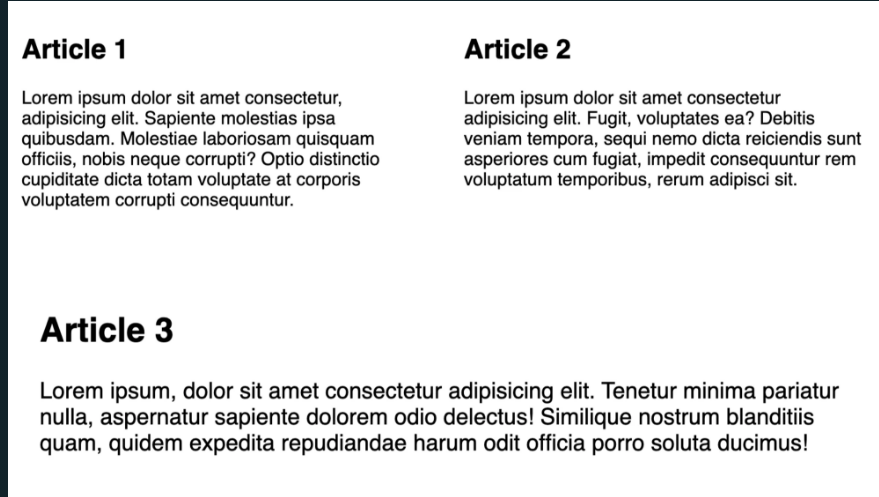 Article 1
Lorem ipsum dolor sit amet consectetur,
adipisicing elit. Sapiente molestias ipsa
quibusdam. Molestiae laboriosam quisquam
officiis, nobis neque corrupti? Optio distinctio
cupiditate dicta totam voluptate at corporis
voluptatem corrupti consequuntur.
Article 2
Lorem ipsum dolor sit amet consectetur
adipisicing elit. Fugit, voluptates ea? Debitis
veniam tempora, sequi nemo dicta reiciendis sunt
asperiores cum fugiat, impedit consequuntur rem
voluptatum temporibus, rerum adipisci sit.
Article 3
Lorem ipsum, dolor sit amet consectetur adipisicing elit. Tenetur minima pariatur
nulla, aspernatur sapiente dolorem odio delectus! Similique nostrum blanditiis
quam, quidem expedita repudiandae harum odit officia porro soluta ducimus!